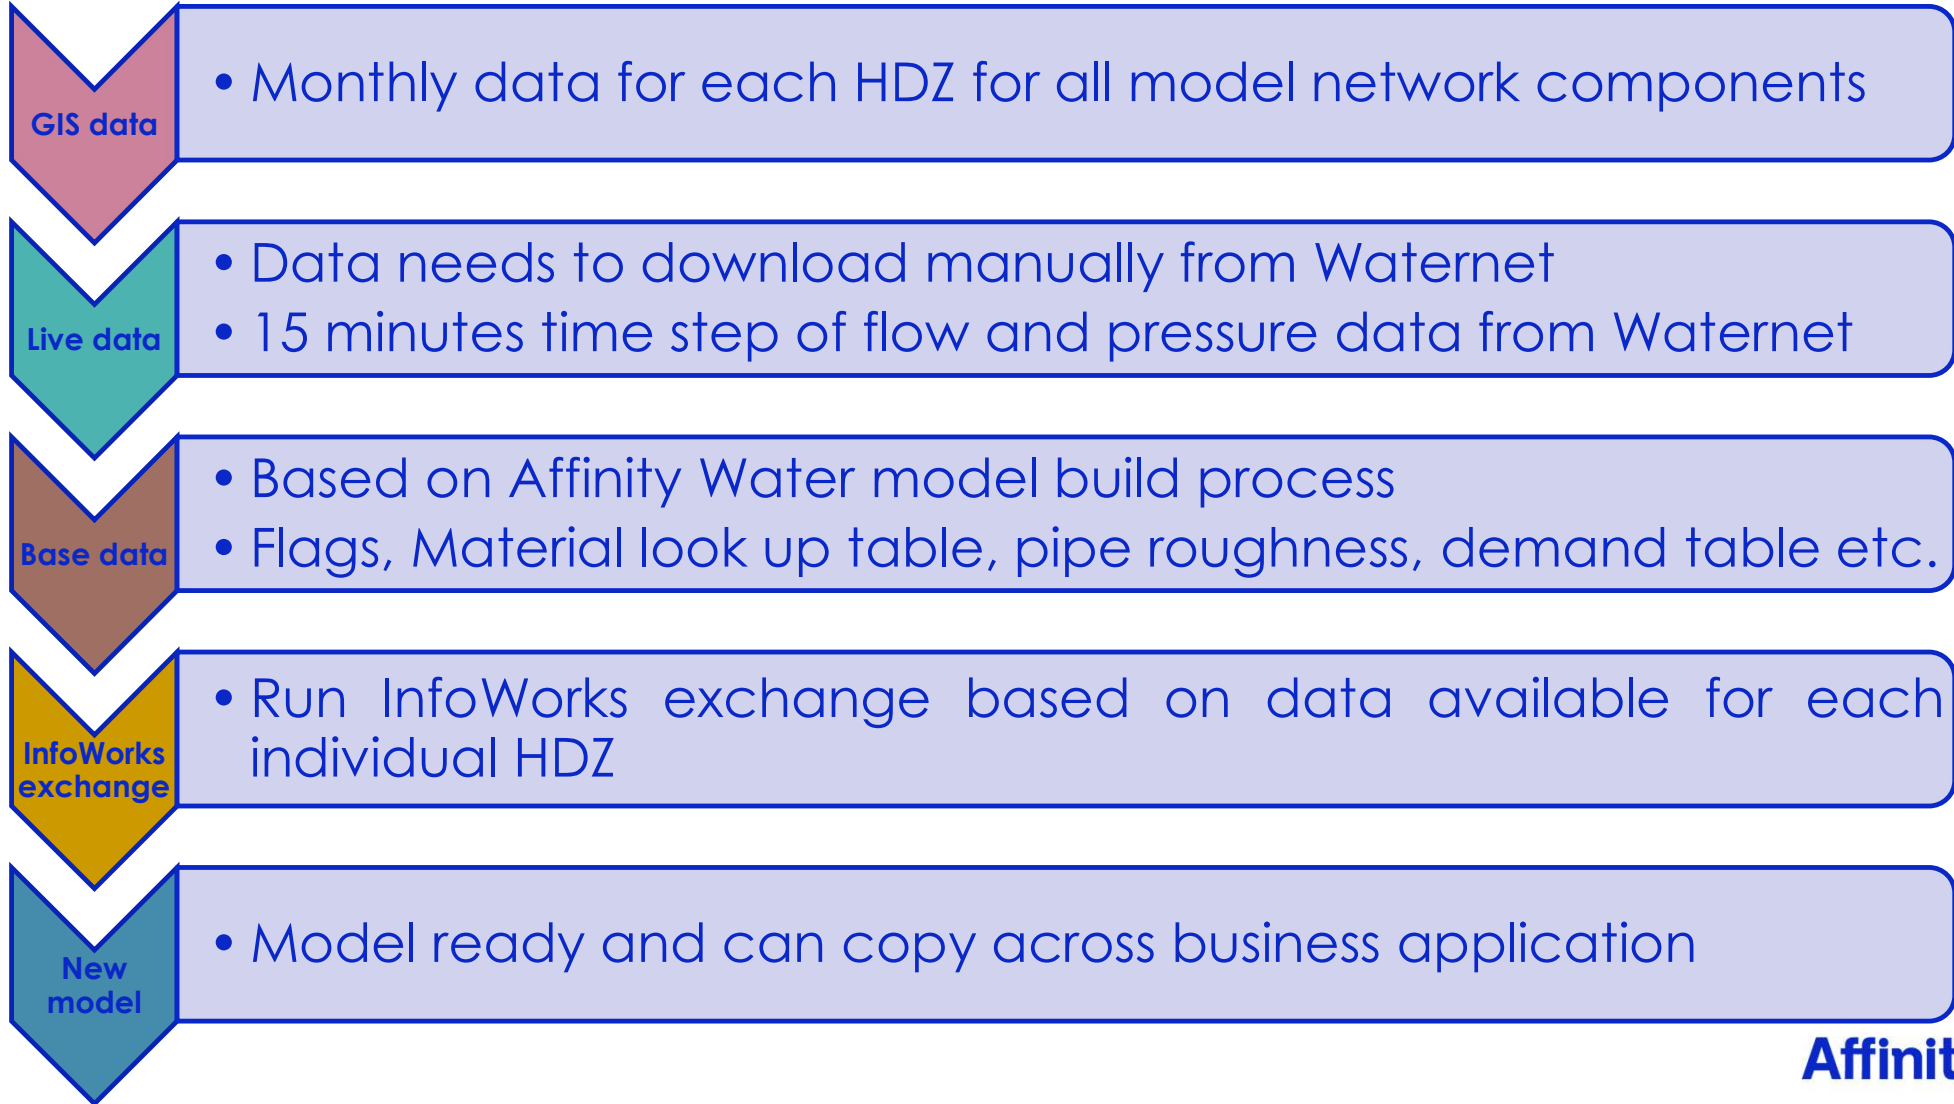 GIS data
• Monthly data for each HDZ for all model network components
Live data
• Data needs to download manually from Waternet
• 15 minutes time step of flow and pressure data from Waternet
Base data
• Based on Affinity Water model build process
• Flags, Material look up table, pipe roughness, demand table etc.
InfoWorks
exchange
• Run InfoWorks exchange based on data available for each
individual HDZ
New
model
• Model ready and can copy across business application
Affinit